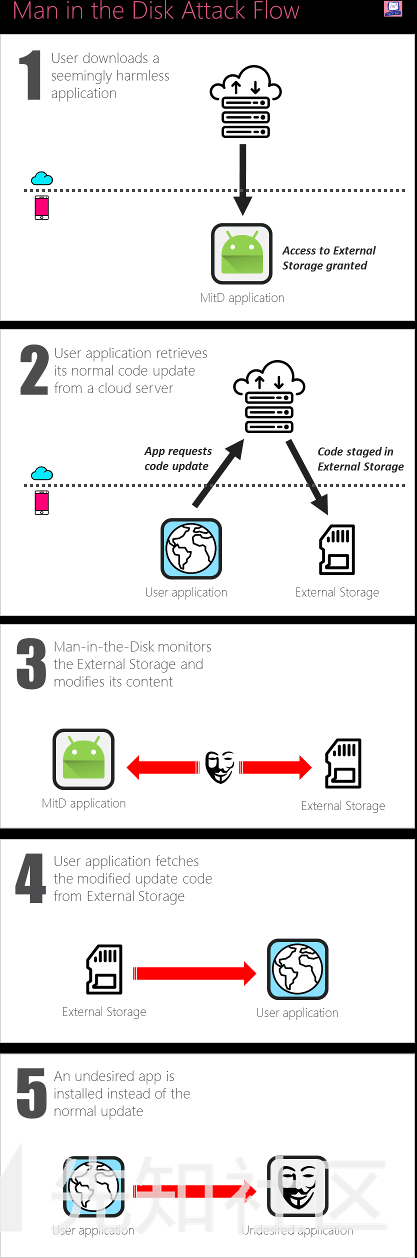 Man in the Disk Attack Flow
1
User downloads a
seemingly harmless
application
Access to External
Storage granted
MitD application
2
User application retrieves
its normal code update
from a cloud server
App requests
code update
Code staged in
External Storage
User application
External Storage
3
Man-in-the-Disk monitors
the External Storage and
modifies its content
MitD application
External Storage
4
User application fetches
the modified update code
from External Storage
External Storage
User application
5
An undesired app is
installed instead of the
normal update
先知社区
User application
Undesired application